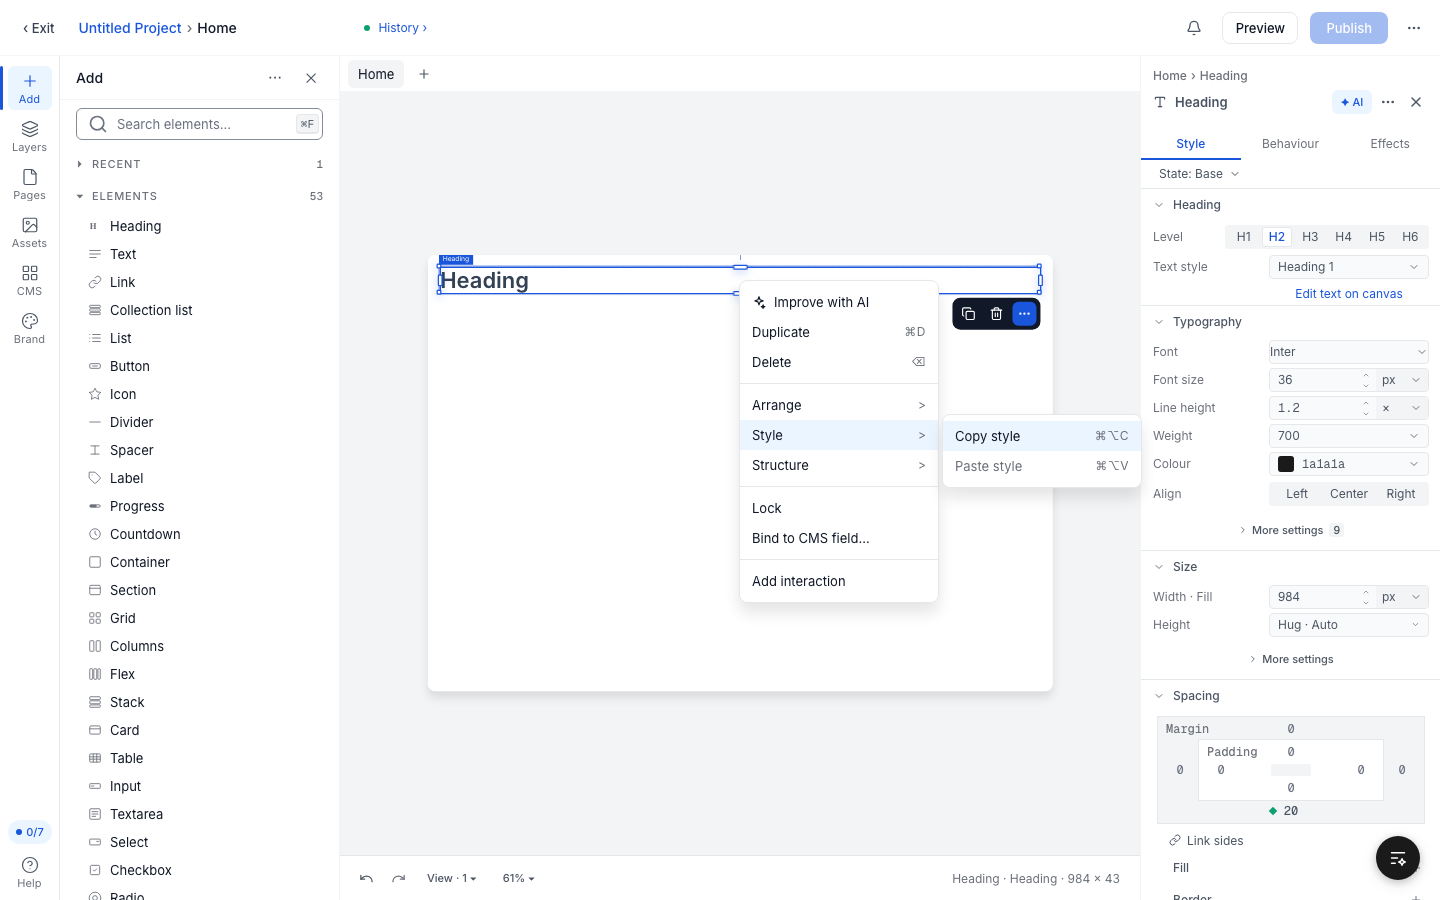 ‹ Exit
Untitled Project › Home
History ›
Preview
Publish
Add
Layers
Pages
Assets
CMS
Brand
0/7
Help
Add
Search elements...
⌘F
RECENT 1
ELEMENTS 53
Heading
Text
Link
Collection list
List
Button
Icon
Divider
Spacer
Label
Progress
Countdown
Container
Section
Grid
Columns
Flex
Stack
Card
Table
Input
Textarea
Select
Checkbox
Radio
Home
Heading
Heading
Improve with AI
Duplicate ⌘D
Delete ⌫
Arrange >
Style >
Structure >
Lock
Bind to CMS field...
Add interaction
Copy style ⌘⌥C
Paste style ⌘⌥V
View · 1
61%
Heading · Heading · 984 × 43
Home › Heading
Heading
AI
Style Behaviour Effects
State: Base
Heading
Level H1 H2 H3 H4 H5 H6
Text style Heading 1
Edit text on canvas
Typography
Font Inter
Font size 36 px
Line height 1.2 ×
Weight 700
Colour 1a1a1a
Align Left Center Right
More settings 9
Size
Width · Fill 984 px
Height Hug · Auto
More settings
Spacing
Margin 0
Padding 0
0 0 0 0
0
20
Link sides
Fill
Border